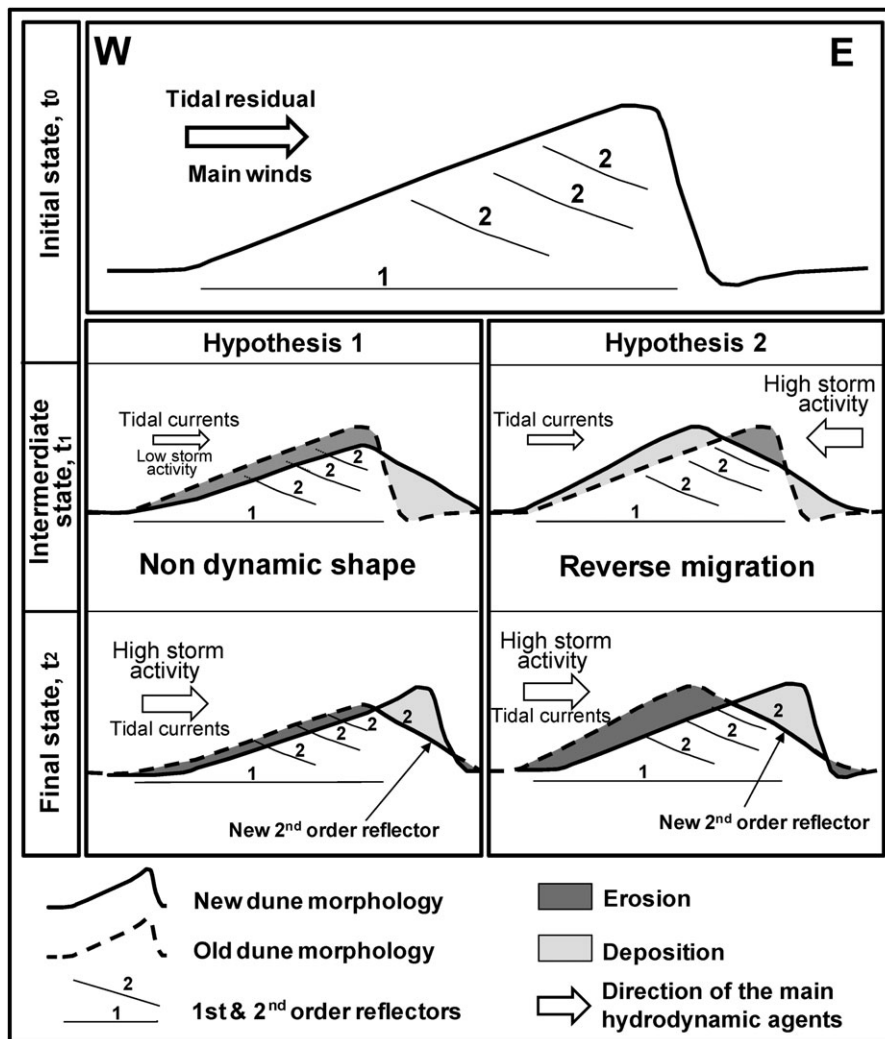 W
E
Initial state, t0
Tidal residual
Main winds
2
2
2
1
Hypothesis 1
Hypothesis 2
Intermerdiate
state, t1
Tidal currents
Low storm
activity
2
2
2
1
Non dynamic shape
Tidal currents
High storm
activity
2
2
2
1
Reverse migration
Final state, t2
High storm
activity
Tidal currents
2
2
2
2
1
New 2nd order reflector
High storm
activity
Tidal currents
2
2
2
2
1
New 2nd order reflector
New dune morphology
Old dune morphology
2
1
1st & 2nd order reflectors
Erosion
Deposition
Direction of the main
hydrodynamic agents